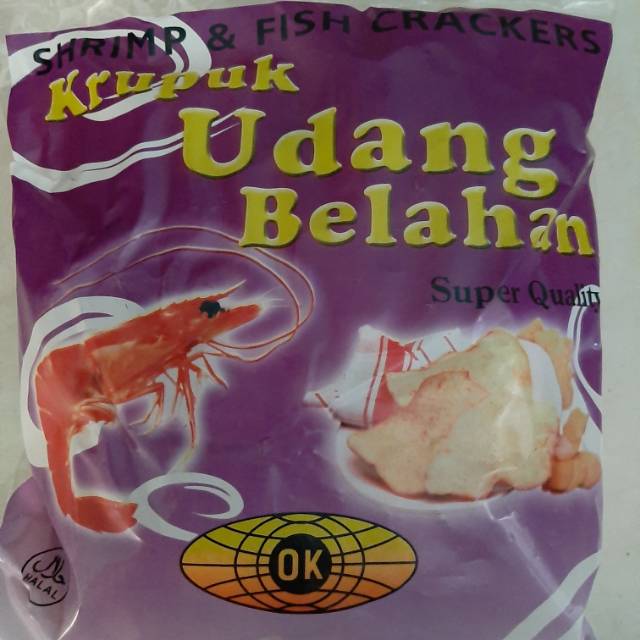 SHRIMP & FISH CRACKERS
Krupuk
Udang
Belahan
Super Quality
OK
HALAL